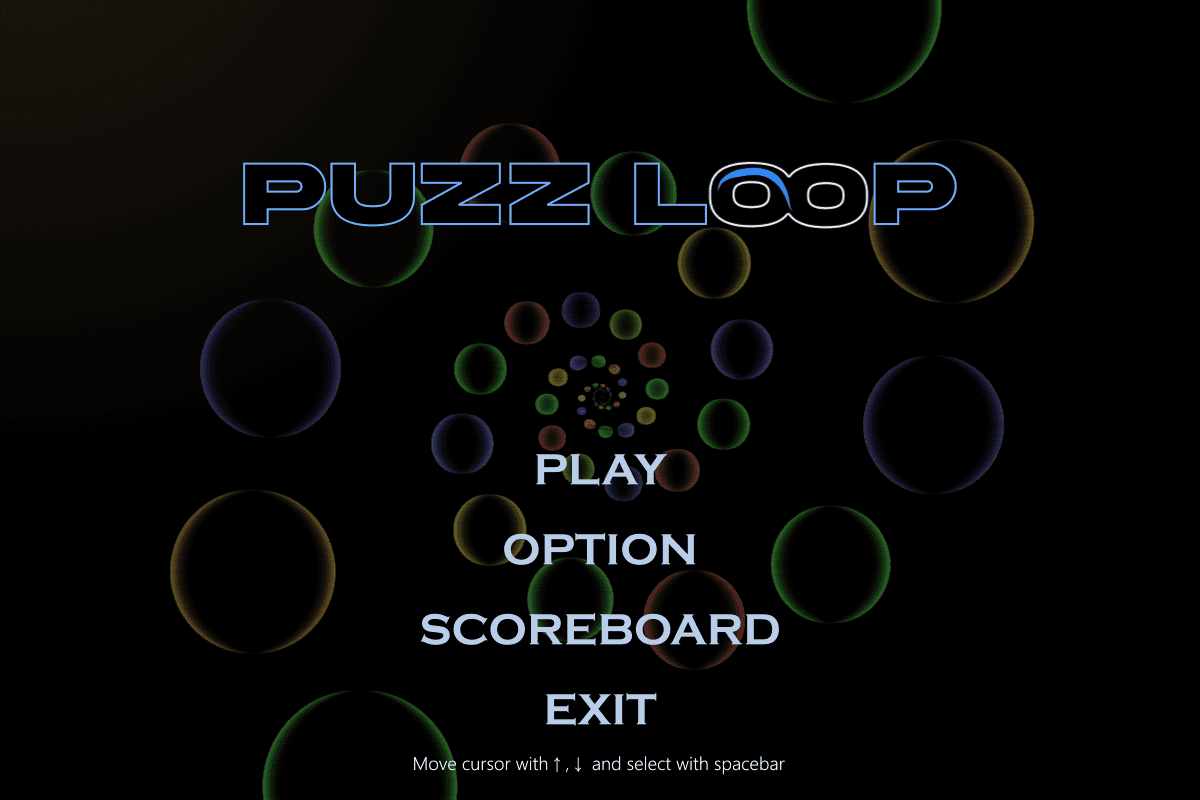 PUZZ LOOP
PLAY
OPTION
SCOREBOARD
EXIT
Move cursor with ↑,↓ and select with spacebar